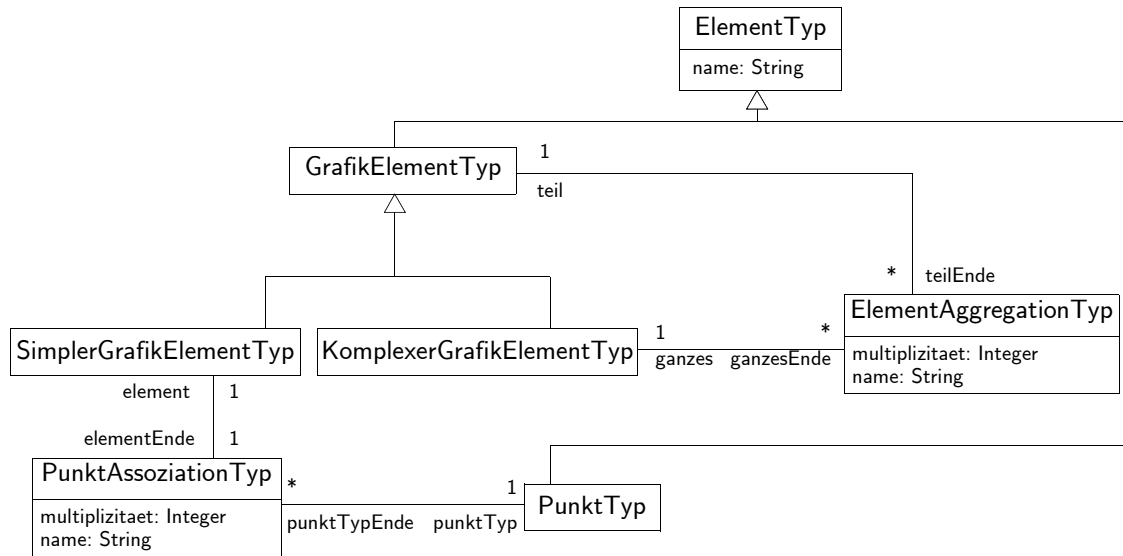 ElementTyp
name: String
GrafikElementTyp
1
teil
* teilEnde
ElementAggregationTyp
multiplizitaet: Integer
name: String
SimplerGrafikElementTyp
KomplexerGrafikElementTyp
1 *
ganzes ganzesEnde
element 1
elementEnde 1
PunktAssoziationTyp
multiplizitaet: Integer
name: String
* 1
punktTypEnde punktTyp
PunktTyp